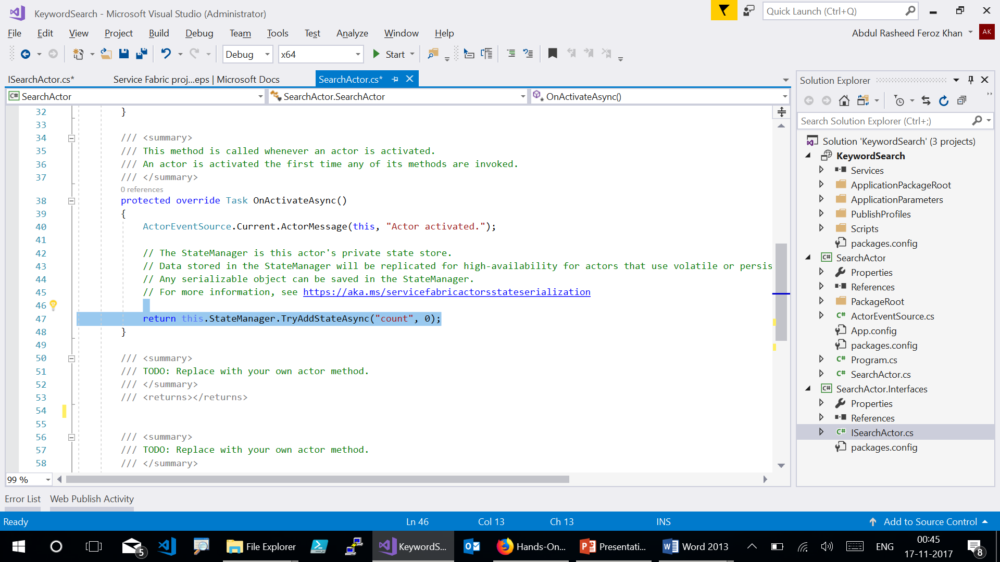 KeywordSearch - Microsoft Visual Studio (Administrator)
Quick Launch (Ctrl+Q)
File Edit View Project Build Debug Team Tools Test Analyze Window Help
Abdul Rasheed Feroz Khan
AK
Debug
x64
Start
ISearchActor.cs*
Service Fabric proj...eps | Microsoft Docs
SearchActor.cs*
C# SearchActor
SearchActor.SearchActor
OnActivateAsync()
32 }
33
34 /// <summary>
35 /// This method is called whenever an actor is activated.
36 /// An actor is activated the first time any of its methods are invoked.
37 /// </summary>
0 references
38 protected override Task OnActivateAsync()
39 {
40 ActorEventSource.Current.ActorMessage(this, "Actor activated.");
41
42 // The StateManager is this actor's private state store.
43 // Data stored in the StateManager will be replicated for high-availability for actors that use volatile or persis
44 // Any serializable object can be saved in the StateManager.
45 // For more information, see https://aka.ms/servicefabricactorsstateserialization
46
47 return this.StateManager.TryAddStateAsync("count", 0);
48 }
49
50 /// <summary>
51 /// TODO: Replace with your own actor method.
52 /// </summary>
53 /// <returns></returns>
54
55
56 /// <summary>
57 /// TODO: Replace with your own actor method.
58 /// </summary>
99 %
Solution Explorer
Search Solution Explorer (Ctrl+;)
Solution 'KeywordSearch' (3 projects)
KeywordSearch
Services
ApplicationPackageRoot
ApplicationParameters
PublishProfiles
Scripts
packages.config
C# SearchActor
Properties
References
PackageRoot
C# ActorEventSource.cs
App.config
packages.config
C# Program.cs
C# SearchActor.cs
C# SearchActor.Interfaces
Properties
References
C# ISearchActor.cs
packages.config
Error List
Web Publish Activity
Ready
Ln 46
Col 13
Ch 13
INS
Add to Source Control
5
File Explorer
KeywordS...
Hands-On...
Presentati...
Word 2013
ENG
00:45
17-11-2017
8